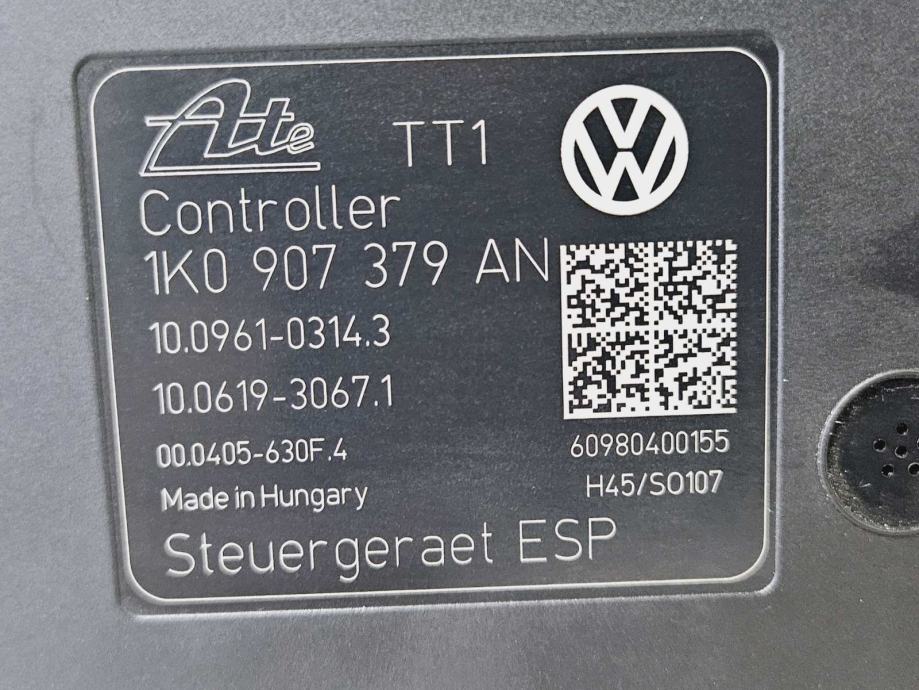 Ate TT1
Controller
1K0 907 379 AN
10.0961-0314.3
10.0619-3067.1
00.0405-630F.4
60980400155
Made in Hungary
H45/SO107
Steuergeraet ESP